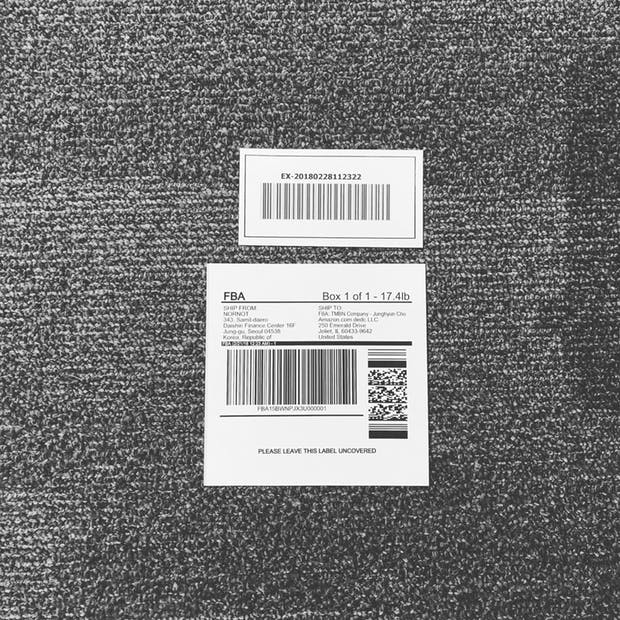 EX-20180228112322
FBA
Box 1 of 1 - 17.4lb
SHIP FROM
NORNOT
343, Samil-daero
Daishin Finance Center 16F
Jung-gu, Seoul 04538
Korea, Republic of
SHIP TO
FBA: TMBN Company - Junghyun Cho
Amazon.com dedc LLC
250 Emerald Drive
Joliet, IL 60433-9642
United States
FBA15BWNPJX3U000001
PLEASE LEAVE THIS LABEL UNCOVERED